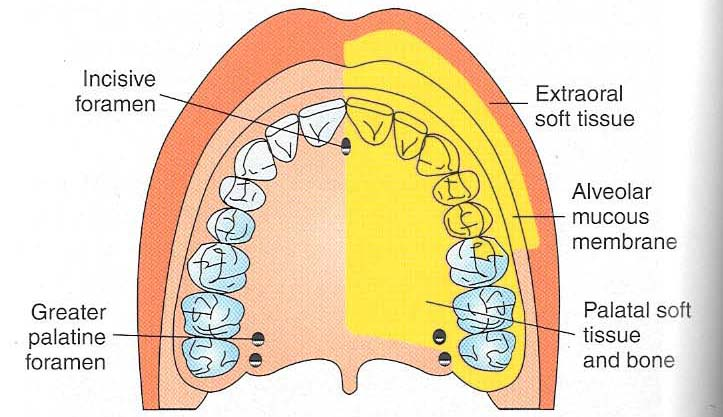 Incisive
foramen
Extraoral
soft tissue
Alveolar
mucous
membrane
Greater
palatine
foramen
Palatal soft
tissue
and bone